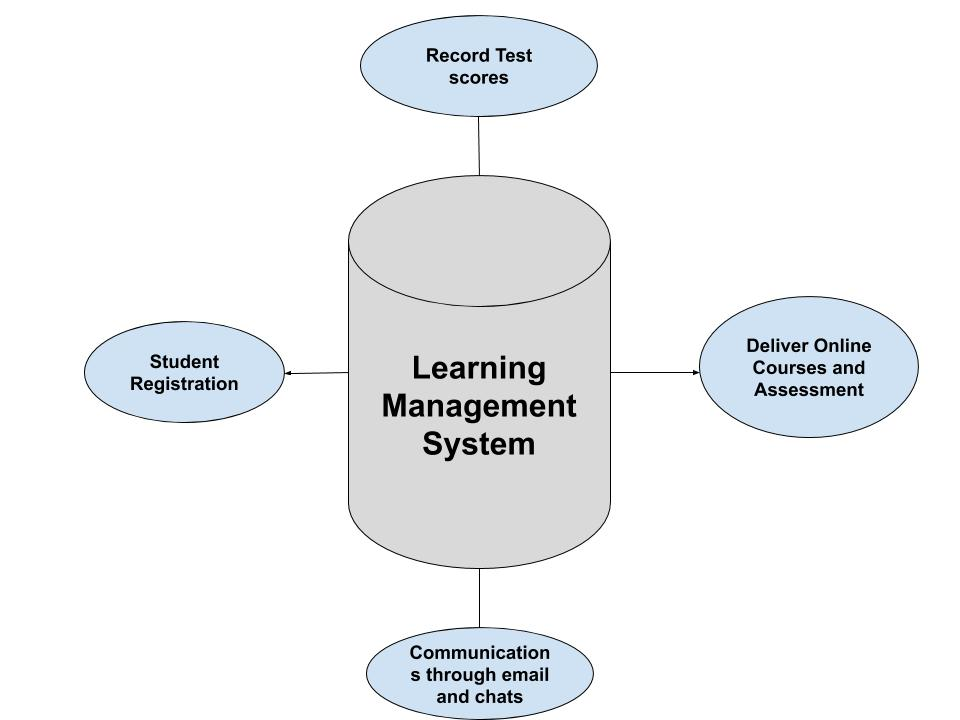 Record Test
scores
Student
Registration
Learning
Management
System
Deliver Online
Courses and
Assessment
Communication
s through email
and chats